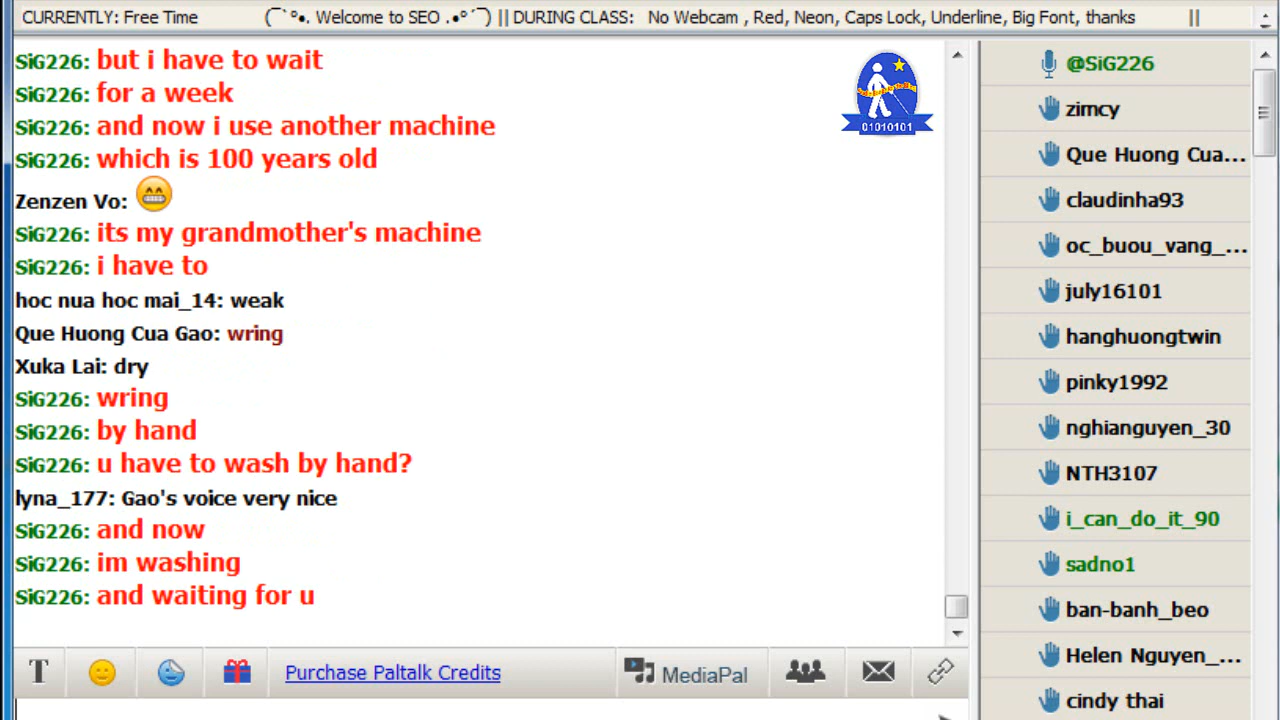 CURRENTLY: Free Time (¯`°•. Welcome to SEO .•°´¯) || DURING CLASS: No Webcam , Red, Neon, Caps Lock, Underline, Big Font, thanks ||
SiG226: but i have to wait
SiG226: for a week
SiG226: and now i use another machine
SiG226: which is 100 years old
Zenzen Vo:
SiG226: its my grandmother's machine
SiG226: i have to
hoc nua hoc mai_14: weak
Que Huong Cua Gao: wring
Xuka Lai: dry
SiG226: wring
SiG226: by hand
SiG226: u have to wash by hand?
lyna_177: Gao's voice very nice
SiG226: and now
SiG226: im washing
SiG226: and waiting for u
01010101
@SiG226
zimcy
Que Huong Cua...
claudinha93
oc_buou_vang_...
july16101
hanghuongtwin
pinky1992
nghianguyen_30
NTH3107
i_can_do_it_90
sadno1
ban-banh_beo
Helen Nguyen_...
cindy thai
T Purchase Paltalk Credits MediaPal